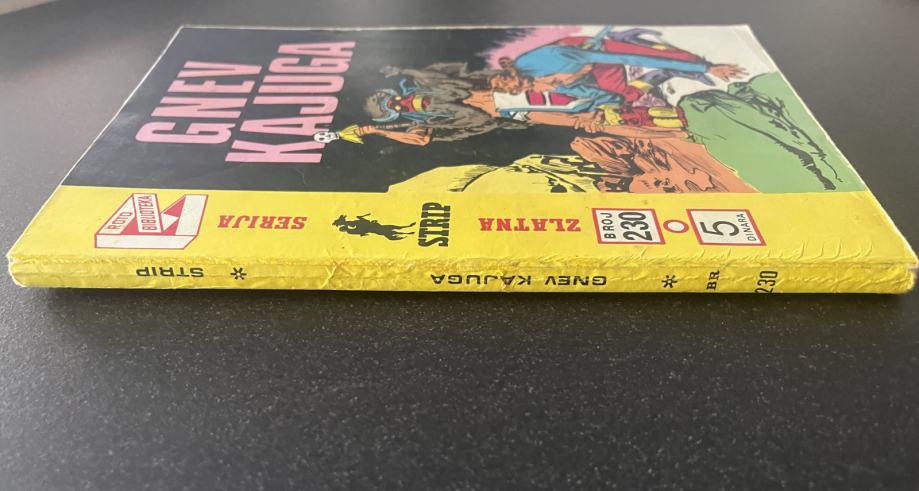 GNEV
KAJUGA
ROTO
BIBLIOTEKA
ZLATNA
SERIJA
STRIP
BROJ
230
5
DINARA
STRIP * GNEV KAJUGA * BR 230